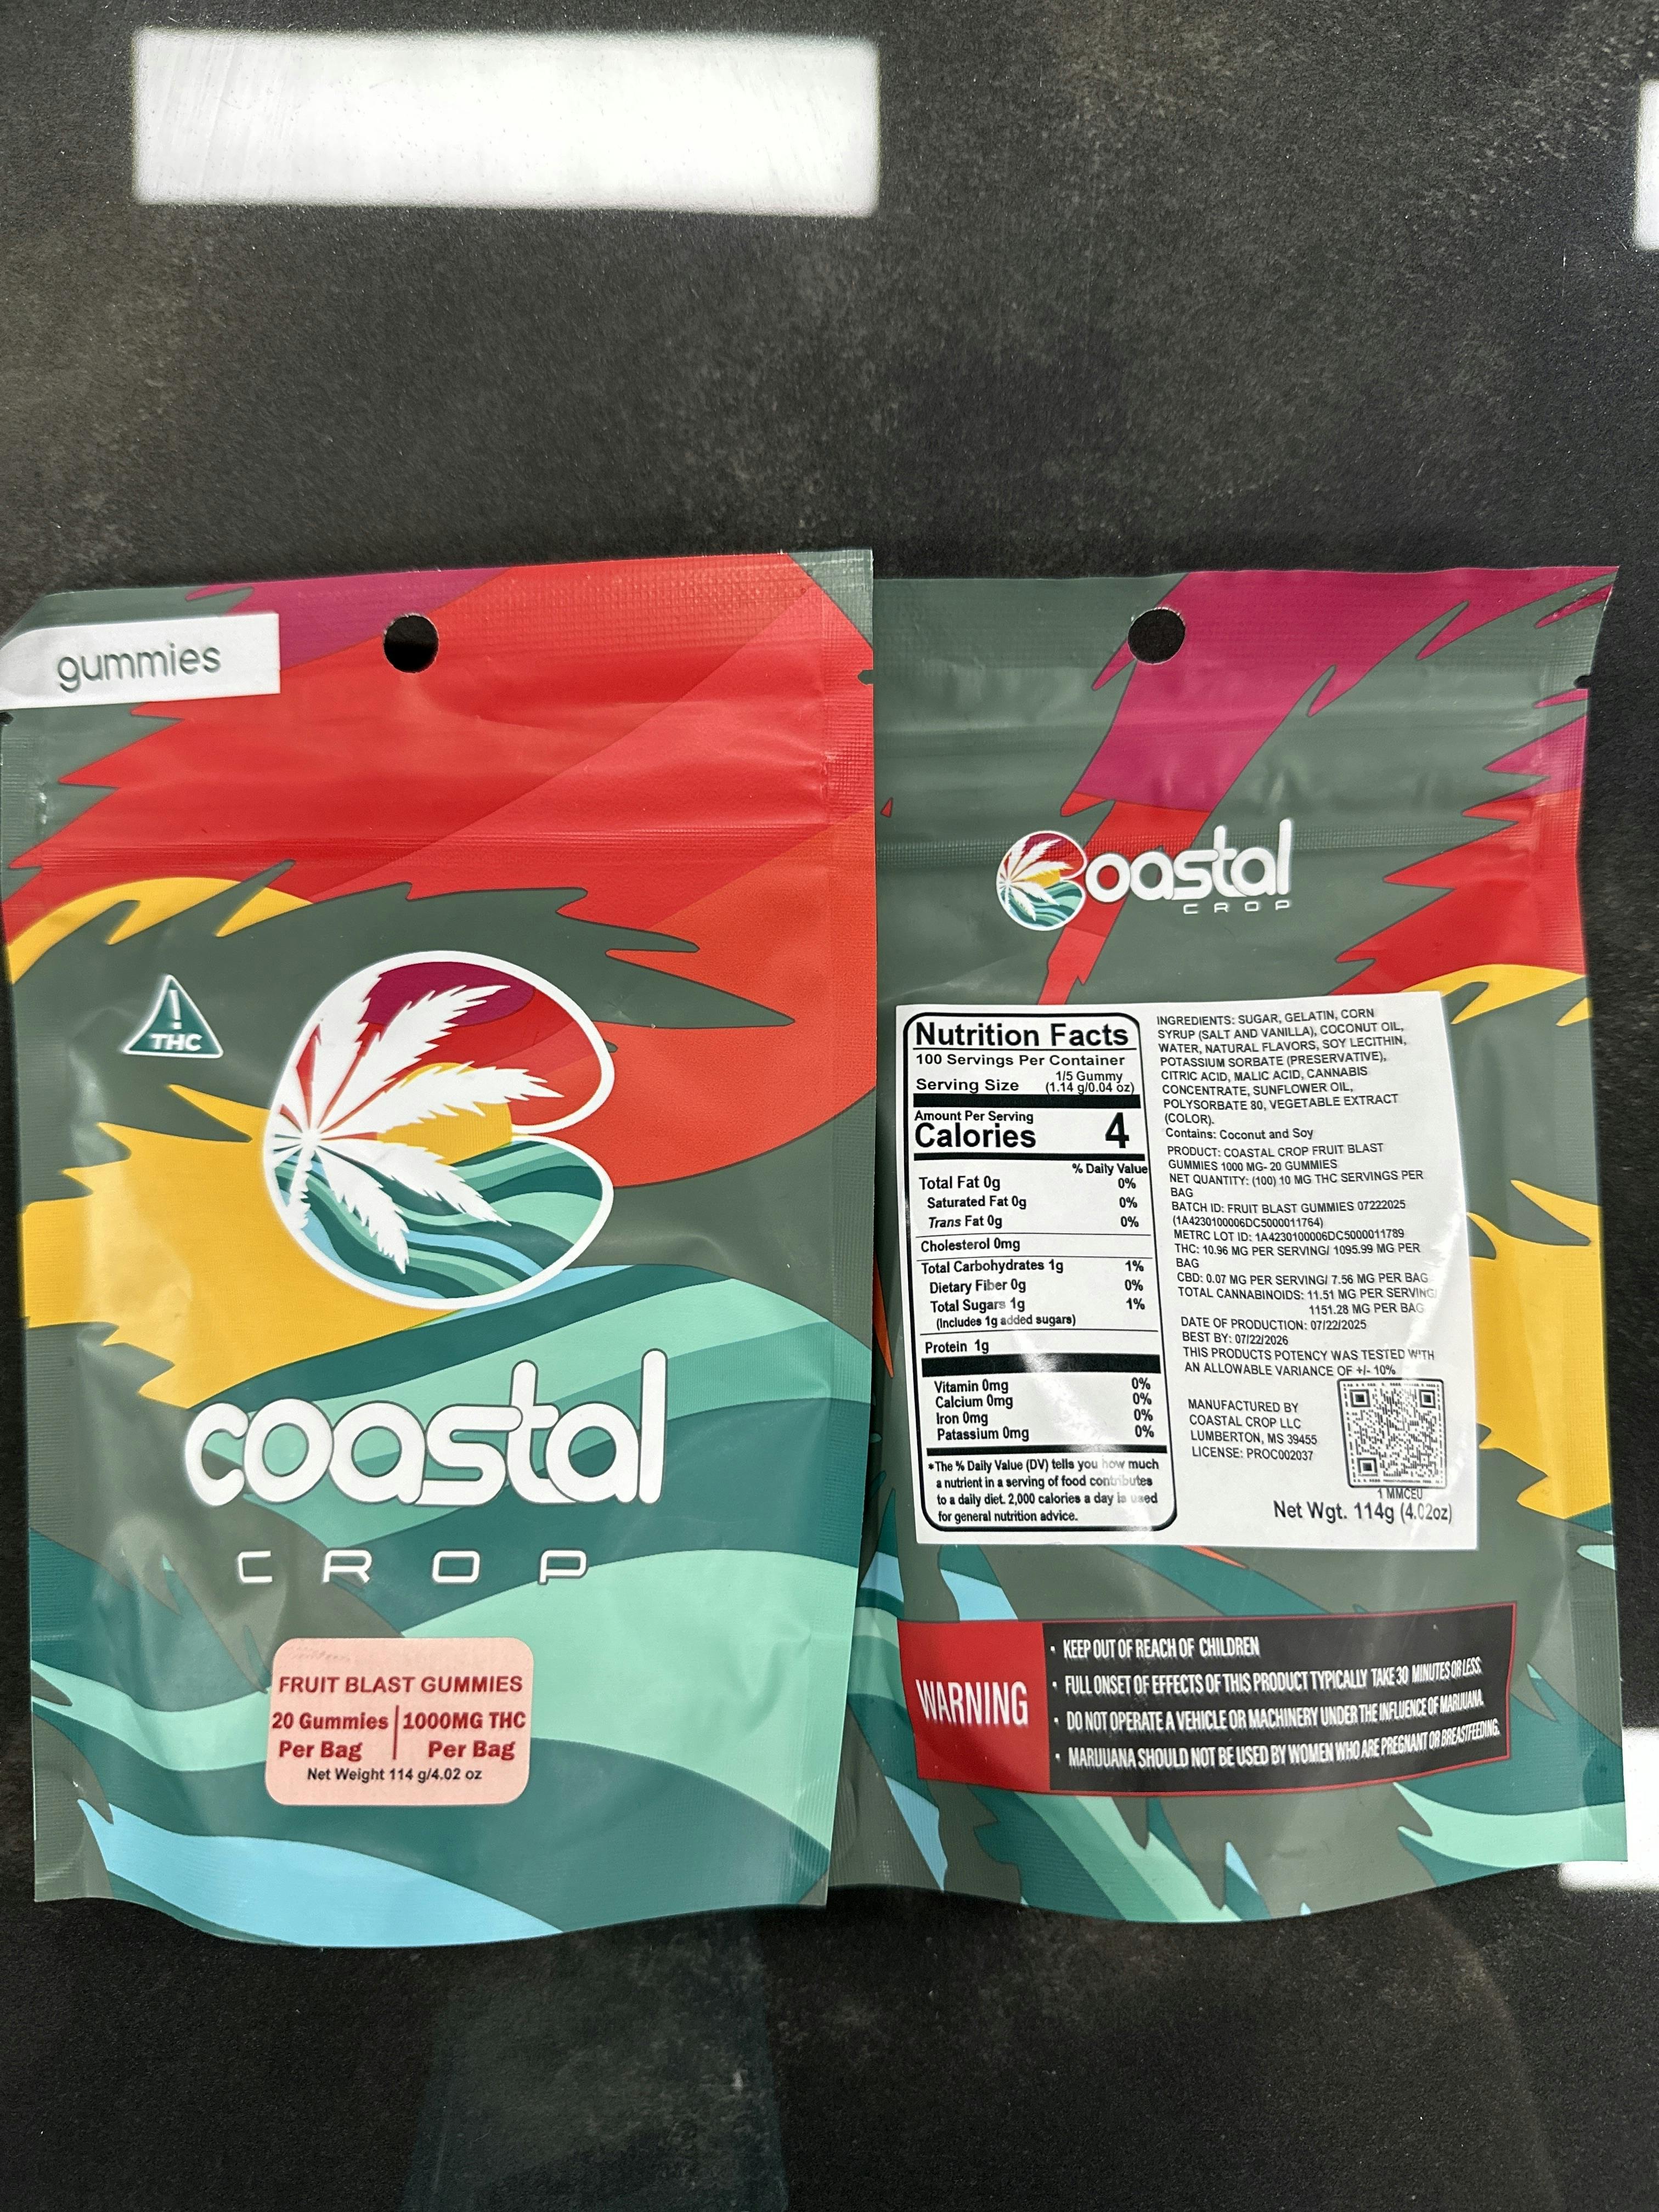 gummies
! THC
coastal
CROP
FRUIT BLAST GUMMIES
20 Gummies | 1000MG THC
Per Bag | Per Bag
Net Weight 114 g/4.02 oz
Coastal
CROP
Nutrition Facts
100 Servings Per Container
Serving Size 1/5 Gummy
(1.14 g/0.04 oz)
Amount Per Serving
Calories 4
% Daily Value
Total Fat 0g 0%
Saturated Fat 0g 0%
Trans Fat 0g 0%
Cholesterol 0mg
Total Carbohydrates 1g 1%
Dietary Fiber 0g 0%
Total Sugars 1g 1%
(Includes 1g added sugars)
Protein 1g
Vitamin 0mg 0%
Calcium 0mg 0%
Iron 0mg 0%
Patassium 0mg 0%
*The % Daily Value (DV) tells you how much
a nutrient in a serving of food contributes
to a daily diet. 2,000 calories a day is used
for general nutrition advice.
INGREDIENTS: SUGAR, GELATIN, CORN
SYRUP (SALT AND VANILLA), COCONUT OIL,
WATER, NATURAL FLAVORS, SOY LECITHIN,
POTASSIUM SORBATE (PRESERVATIVE),
CITRIC ACID, MALIC ACID, CANNABIS
CONCENTRATE, SUNFLOWER OIL,
POLYSORBATE 80, VEGETABLE EXTRACT
(COLOR).
Contains: Coconut and Soy
PRODUCT: COASTAL CROP FRUIT BLAST
GUMMIES 1000 MG- 20 GUMMIES
NET QUANTITY: (100) 10 MG THC SERVINGS PER
BAG
BATCH ID: FRUIT BLAST GUMMIES 07222025
(1A4230100006DC5000011764)
METRC LOT ID: 1A4230100006DC5000011789
THC: 10.96 MG PER SERVING/ 1095.99 MG PER
BAG
CBD: 0.07 MG PER SERVING/ 7.56 MG PER BAG
TOTAL CANNABINOIDS: 11.51 MG PER SERVING/
1151.28 MG PER BAG
DATE OF PRODUCTION: 07/22/2025
BEST BY: 07/22/2026
THIS PRODUCTS POTENCY WAS TESTED WITH
AN ALLOWABLE VARIANCE OF +/- 10%
MANUFACTURED BY
COASTAL CROP LLC
LUMBERTON, MS 39455
LICENSE: PROC002037
1 MMCEU
Net Wgt. 114g (4.02oz)
WARNING
• KEEP OUT OF REACH OF CHILDREN
• FULL ONSET OF EFFECTS OF THIS PRODUCT TYPICALLY TAKE 30 MINUTES OR LESS.
• DO NOT OPERATE A VEHICLE OR MACHINERY UNDER THE INFLUENCE OF MARIJUANA.
• MARIJUANA SHOULD NOT BE USED BY WOMEN WHO ARE PREGNANT OR BREASTFEEDING.